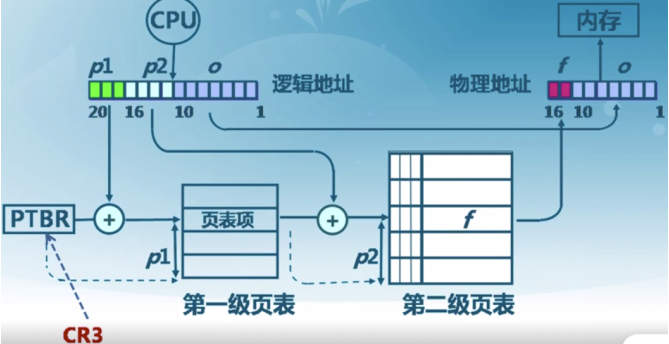 CPU
内存
p1 p2 o
逻辑地址
物理地址
f o
20 16 10 1
16 10 1
PTBR
+
页表项
+
f
p1
p2
第一级页表
第二级页表
CR3